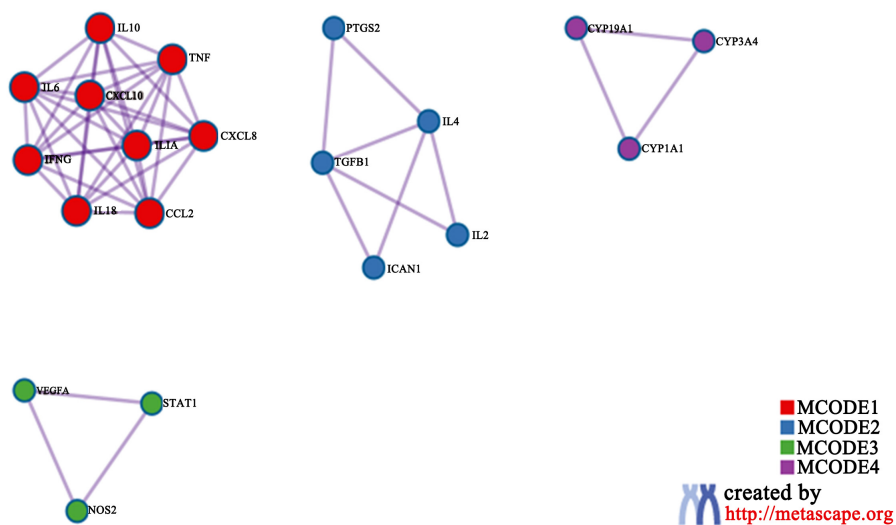 IL10
TNF
IL6
CXCL10
CXCL8
IL1A
IFNG
IL18
CCL2
PTGS2
IL4
TGFB1
IL2
ICAN1
CYP19A1
CYP3A4
CYP1A1
VEGFA
STAT1
NOS2
MCODE1
MCODE2
MCODE3
MCODE4
created by
http://metascape.org